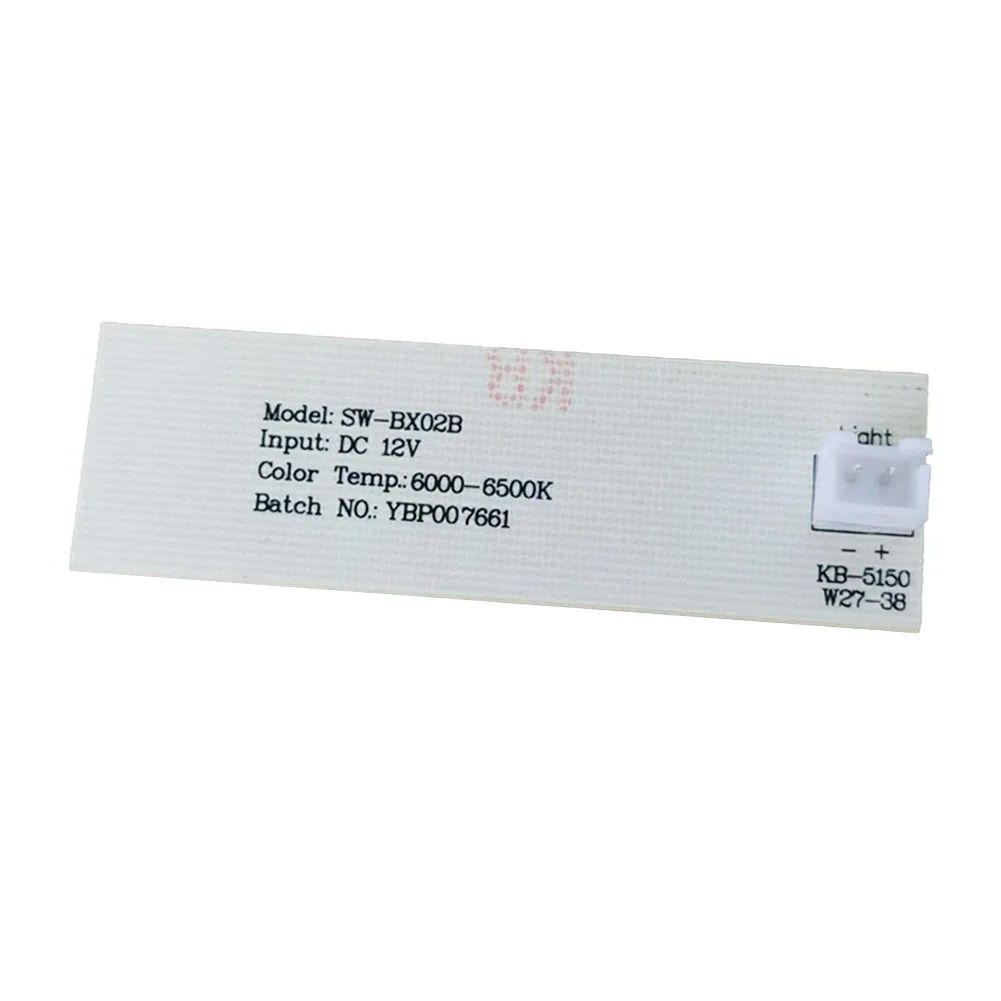 Model: SW-BX02B
Input: DC 12V
Color Temp.:6000-6500K
Batch NO.: YBP007661
- +
KB-5150
W27-38